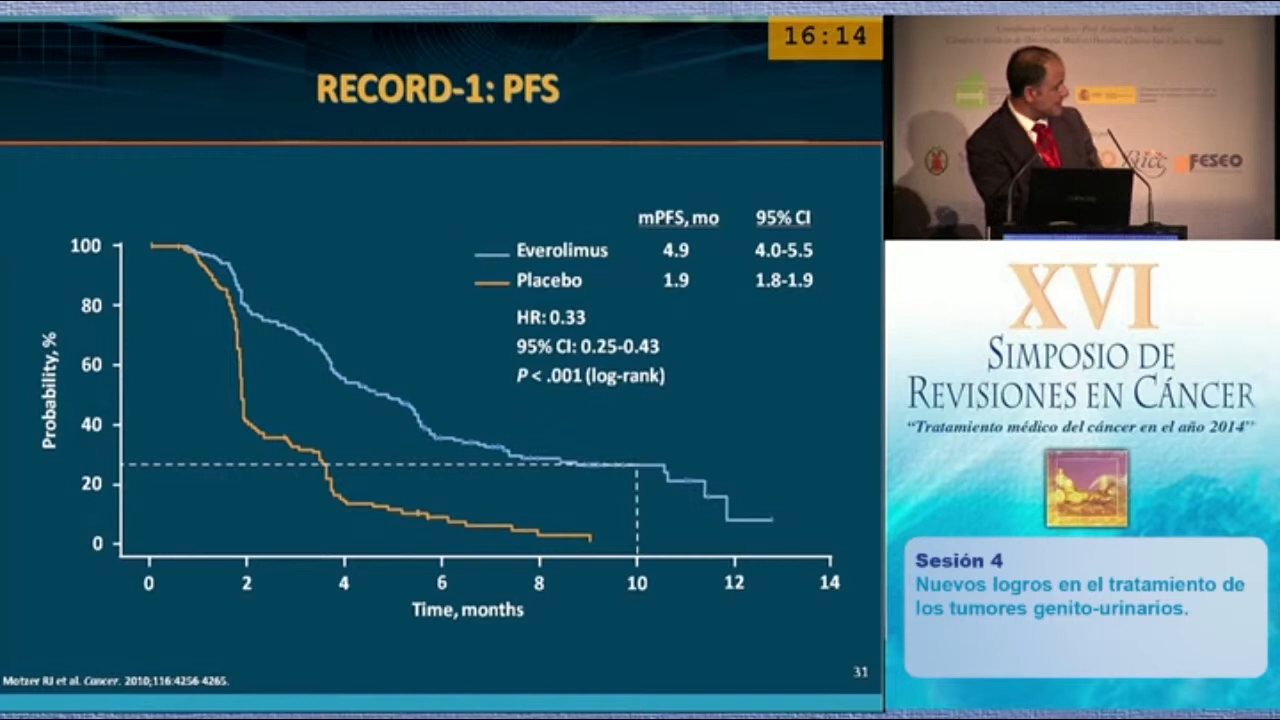 16:14
RECORD-1: PFS
mPFS, mo 95% CI
Everolimus 4.9 4.0-5.5
Placebo 1.9 1.8-1.9
HR: 0.33
95% CI: 0.25-0.43
P < .001 (log-rank)
Probability, %
100
80
60
40
20
0
0 2 4 6 8 10 12 14
Time, months
Motzer RJ et al. Cancer. 2010;116:4256-4265.
31
FESEO
XVI
SIMPOSIO DE
REVISIONES EN CÁNCER
“Tratamiento médico del cáncer en el año 2014”
Sesión 4
Nuevos logros en el tratamiento de
los tumores genito-urinarios.